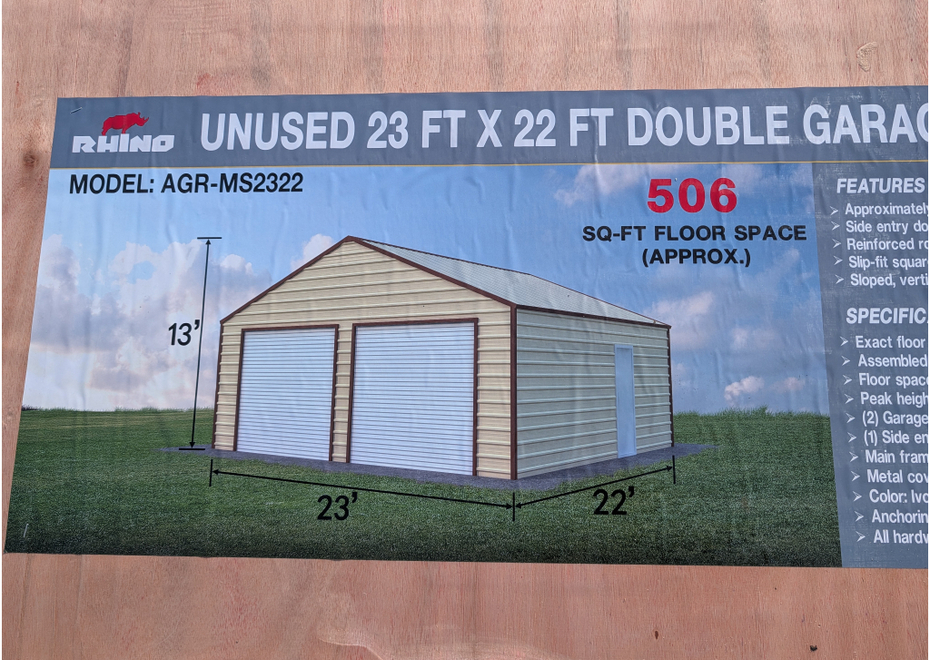 RHINO
UNUSED 23 FT X 22 FT DOUBLE GARAG
MODEL: AGR-MS2322
506
SQ-FT FLOOR SPACE
(APPROX.)
13'
23'
22'
FEATURES
Approximately
Side entry do
Reinforced ro
Slip-fit squar
Sloped, verti
SPECIFIC
Exact floor
Assembled
Floor spac
Peak heigh
(2) Garage
(1) Side en
Main fram
Metal cov
Color: Ivo
Anchorin
All hardw